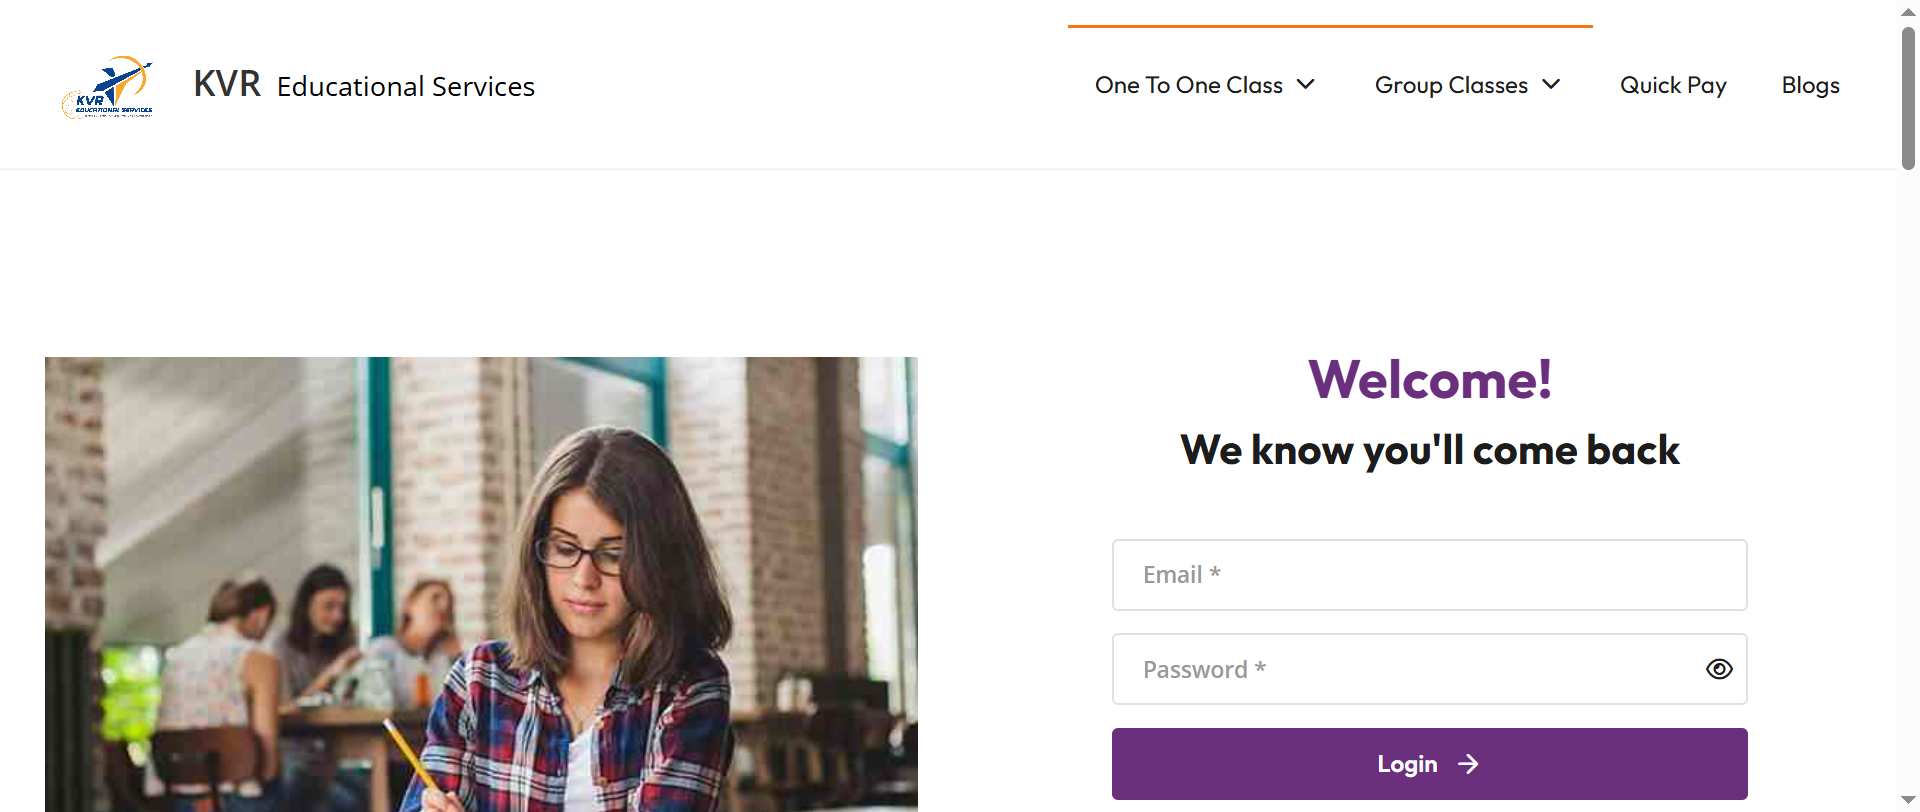 KVR
EDUCATIONAL SERVICES
KVR Educational Services
One To One Class
Group Classes
Quick Pay
Blogs
Welcome!
We know you'll come back
Email *
Password *
Login